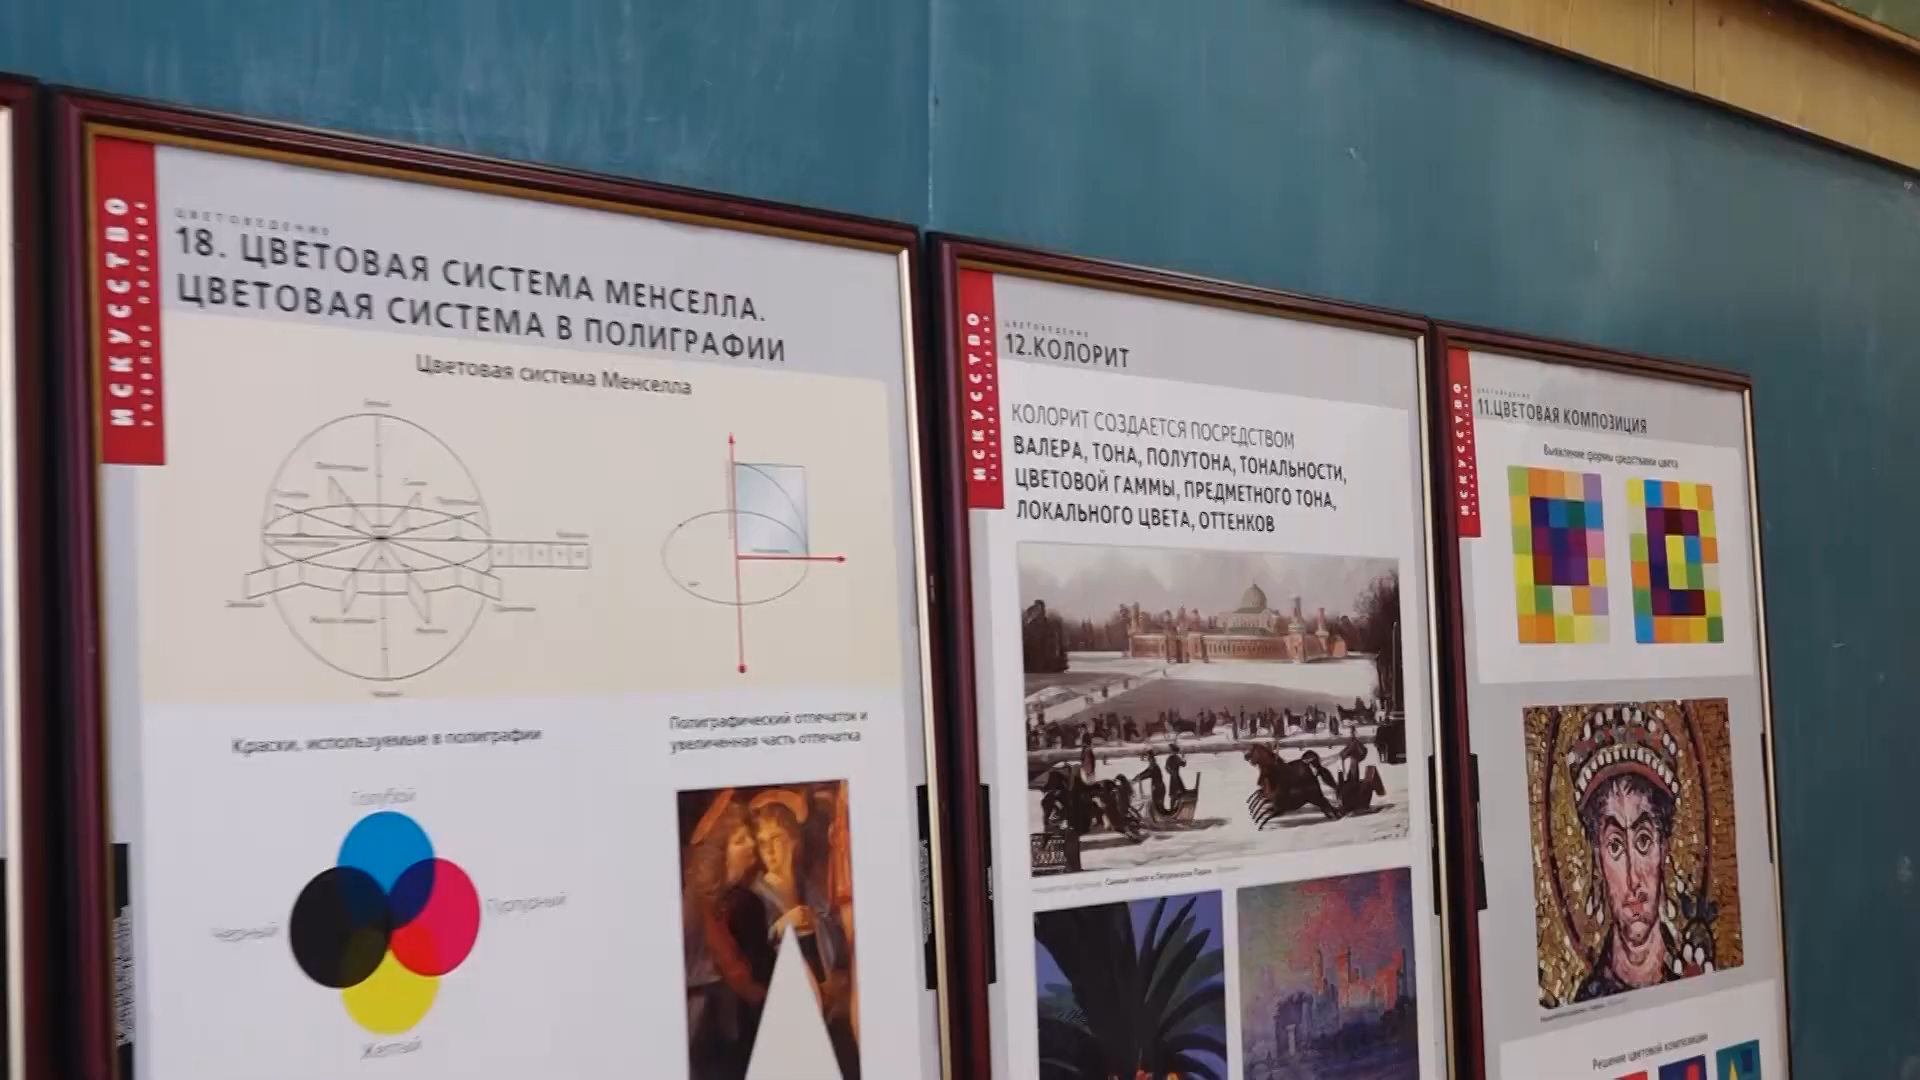 ИСКУССТВО
ЦВЕТОВЕДЕНИЕ
18. ЦВЕТОВАЯ СИСТЕМА МЕНСЕЛЛА.
ЦВЕТОВАЯ СИСТЕМА В ПОЛИГРАФИИ
Цветовая система Менселла
Краски, используемые в полиграфии
Голубой
Пурпурный
Черный
Желтый
Полиграфический отпечаток и
увеличенная часть отпечатка
ИСКУССТВО
ЦВЕТОВЕДЕНИЕ
12.КОЛОРИТ
КОЛОРИТ СОЗДАЕТСЯ ПОСРЕДСТВОМ
ВАЛЕРА, ТОНА, ПОЛУТОНА, ТОНАЛЬНОСТИ,
ЦВЕТОВОЙ ГАММЫ, ПРЕДМЕТНОГО ТОНА,
ЛОКАЛЬНОГО ЦВЕТА, ОТТЕНКОВ
ИСКУССТВО
ЦВЕТОВЕДЕНИЕ
11.ЦВЕТОВАЯ КОМПОЗИЦИЯ
Выявление формы средствами цвета
Решение цветовой композиции